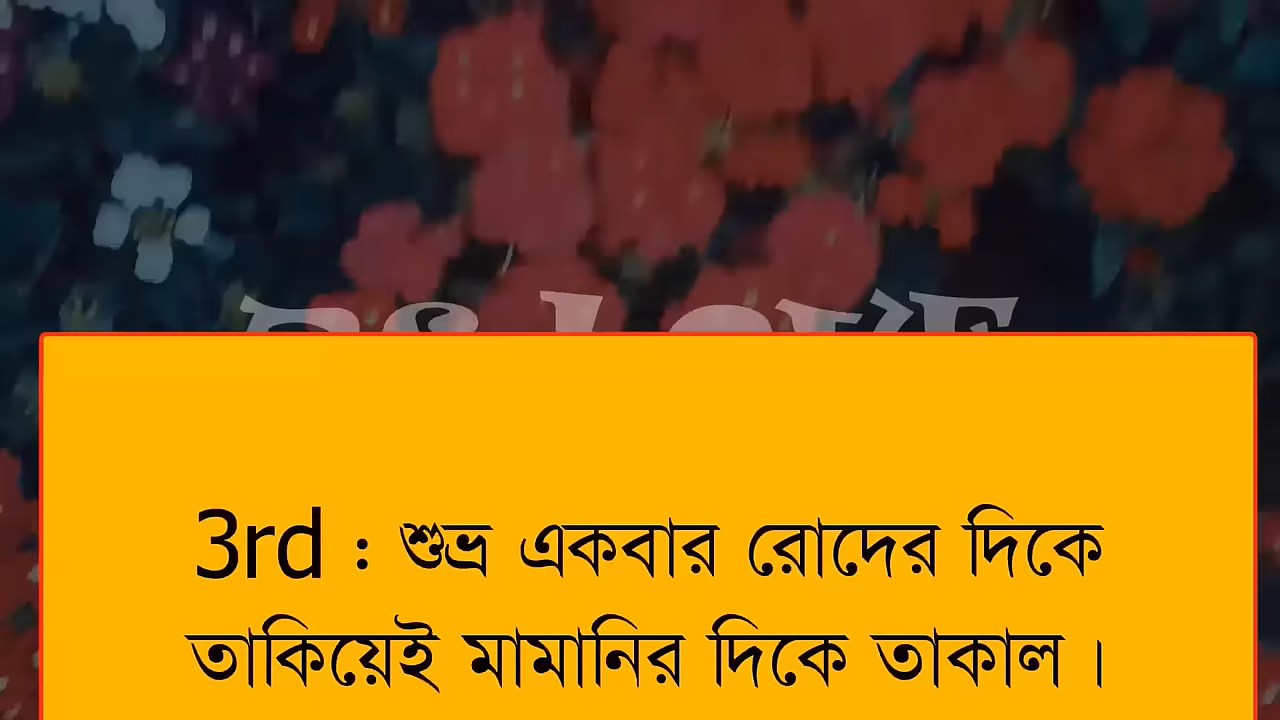 3rd : শুভ্র একবার রোদের দিকে
তাকিয়েই মামানির দিকে তাকাল ।